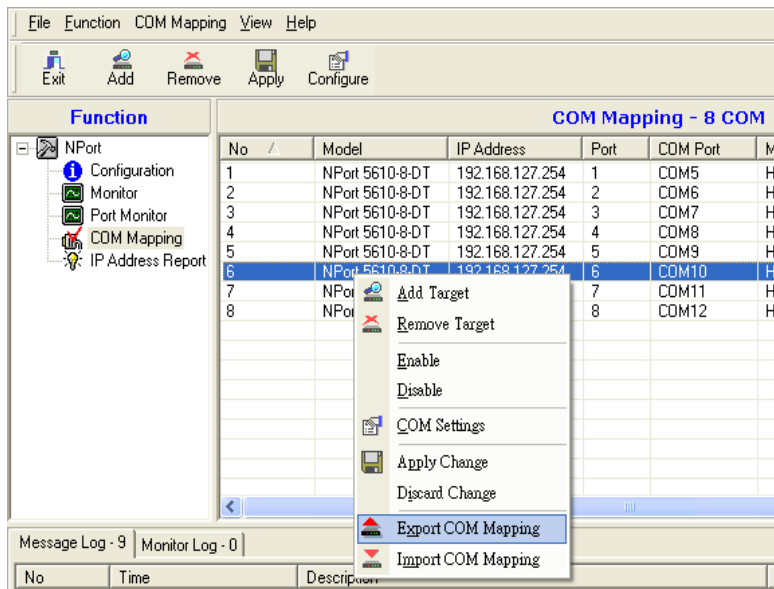 File Function COM Mapping View Help
Exit Add Remove Apply Configure
Function
COM Mapping - 8 COM
NPort
Configuration
Monitor
Port Monitor
COM Mapping
IP Address Report
No Model IP Address Port COM Port
1 NPort 5610-8-DT 192.168.127.254 1 COM5 H
2 NPort 5610-8-DT 192.168.127.254 2 COM6 H
3 NPort 5610-8-DT 192.168.127.254 3 COM7 H
4 NPort 5610-8-DT 192.168.127.254 4 COM8 H
5 NPort 5610-8-DT 192.168.127.254 5 COM9 H
6 NPort 5610-8-DT 192.168.127.254 6 COM10 H
7 NPo 7 COM11 H
8 NPo 8 COM12 H
Add Target
Remove Target
Enable
Disable
COM Settings
Apply Change
Discard Change
Export COM Mapping
Import COM Mapping
Message Log - 9 Monitor Log - 0
No Time Description